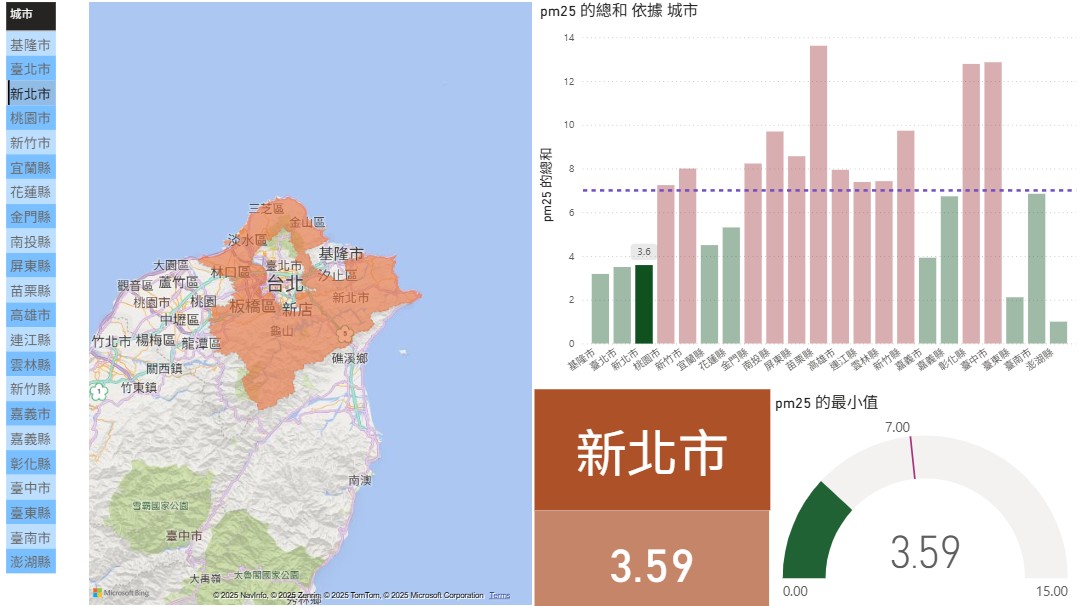 城市
基隆市
臺北市
新北市
桃園市
新竹市
宜蘭縣
花蓮縣
金門縣
南投縣
屏東縣
苗栗縣
高雄市
連江縣
雲林縣
新竹縣
嘉義市
嘉義縣
彰化縣
臺中市
臺東縣
臺南市
澎湖縣
三芝區
金山區
淡水區
基隆市
大園區
林口區
臺北市
汐止區
觀音區
蘆竹區
台北
桃園市
桃園
板橋區
新店
新北市
中壢區
龜山
竹北市
楊梅區
龍潭區
礁溪鄉
關西鎮
竹東鎮
1
南澳
雪霸國家公園
臺中市
大禹嶺
太魯閣國家公園
秀林鄉
Microsoft Bing
© 2025 NavInfo, © 2025 Zenrin, © 2025 TomTom, © 2025 Microsoft Corporation Terms
pm25 的總和 依據 城市
pm25 的總和
14
12
10
8
6
4
2
0
3.6
基隆市
臺北市
新北市
桃園市
新竹市
宜蘭縣
花蓮縣
金門縣
南投縣
屏東縣
苗栗縣
高雄市
連江縣
雲林縣
新竹縣
嘉義市
嘉義縣
彰化縣
臺中市
臺東縣
臺南市
澎湖縣
新北市
3.59
pm25 的最小值
7.00
3.59
0.00
15.00